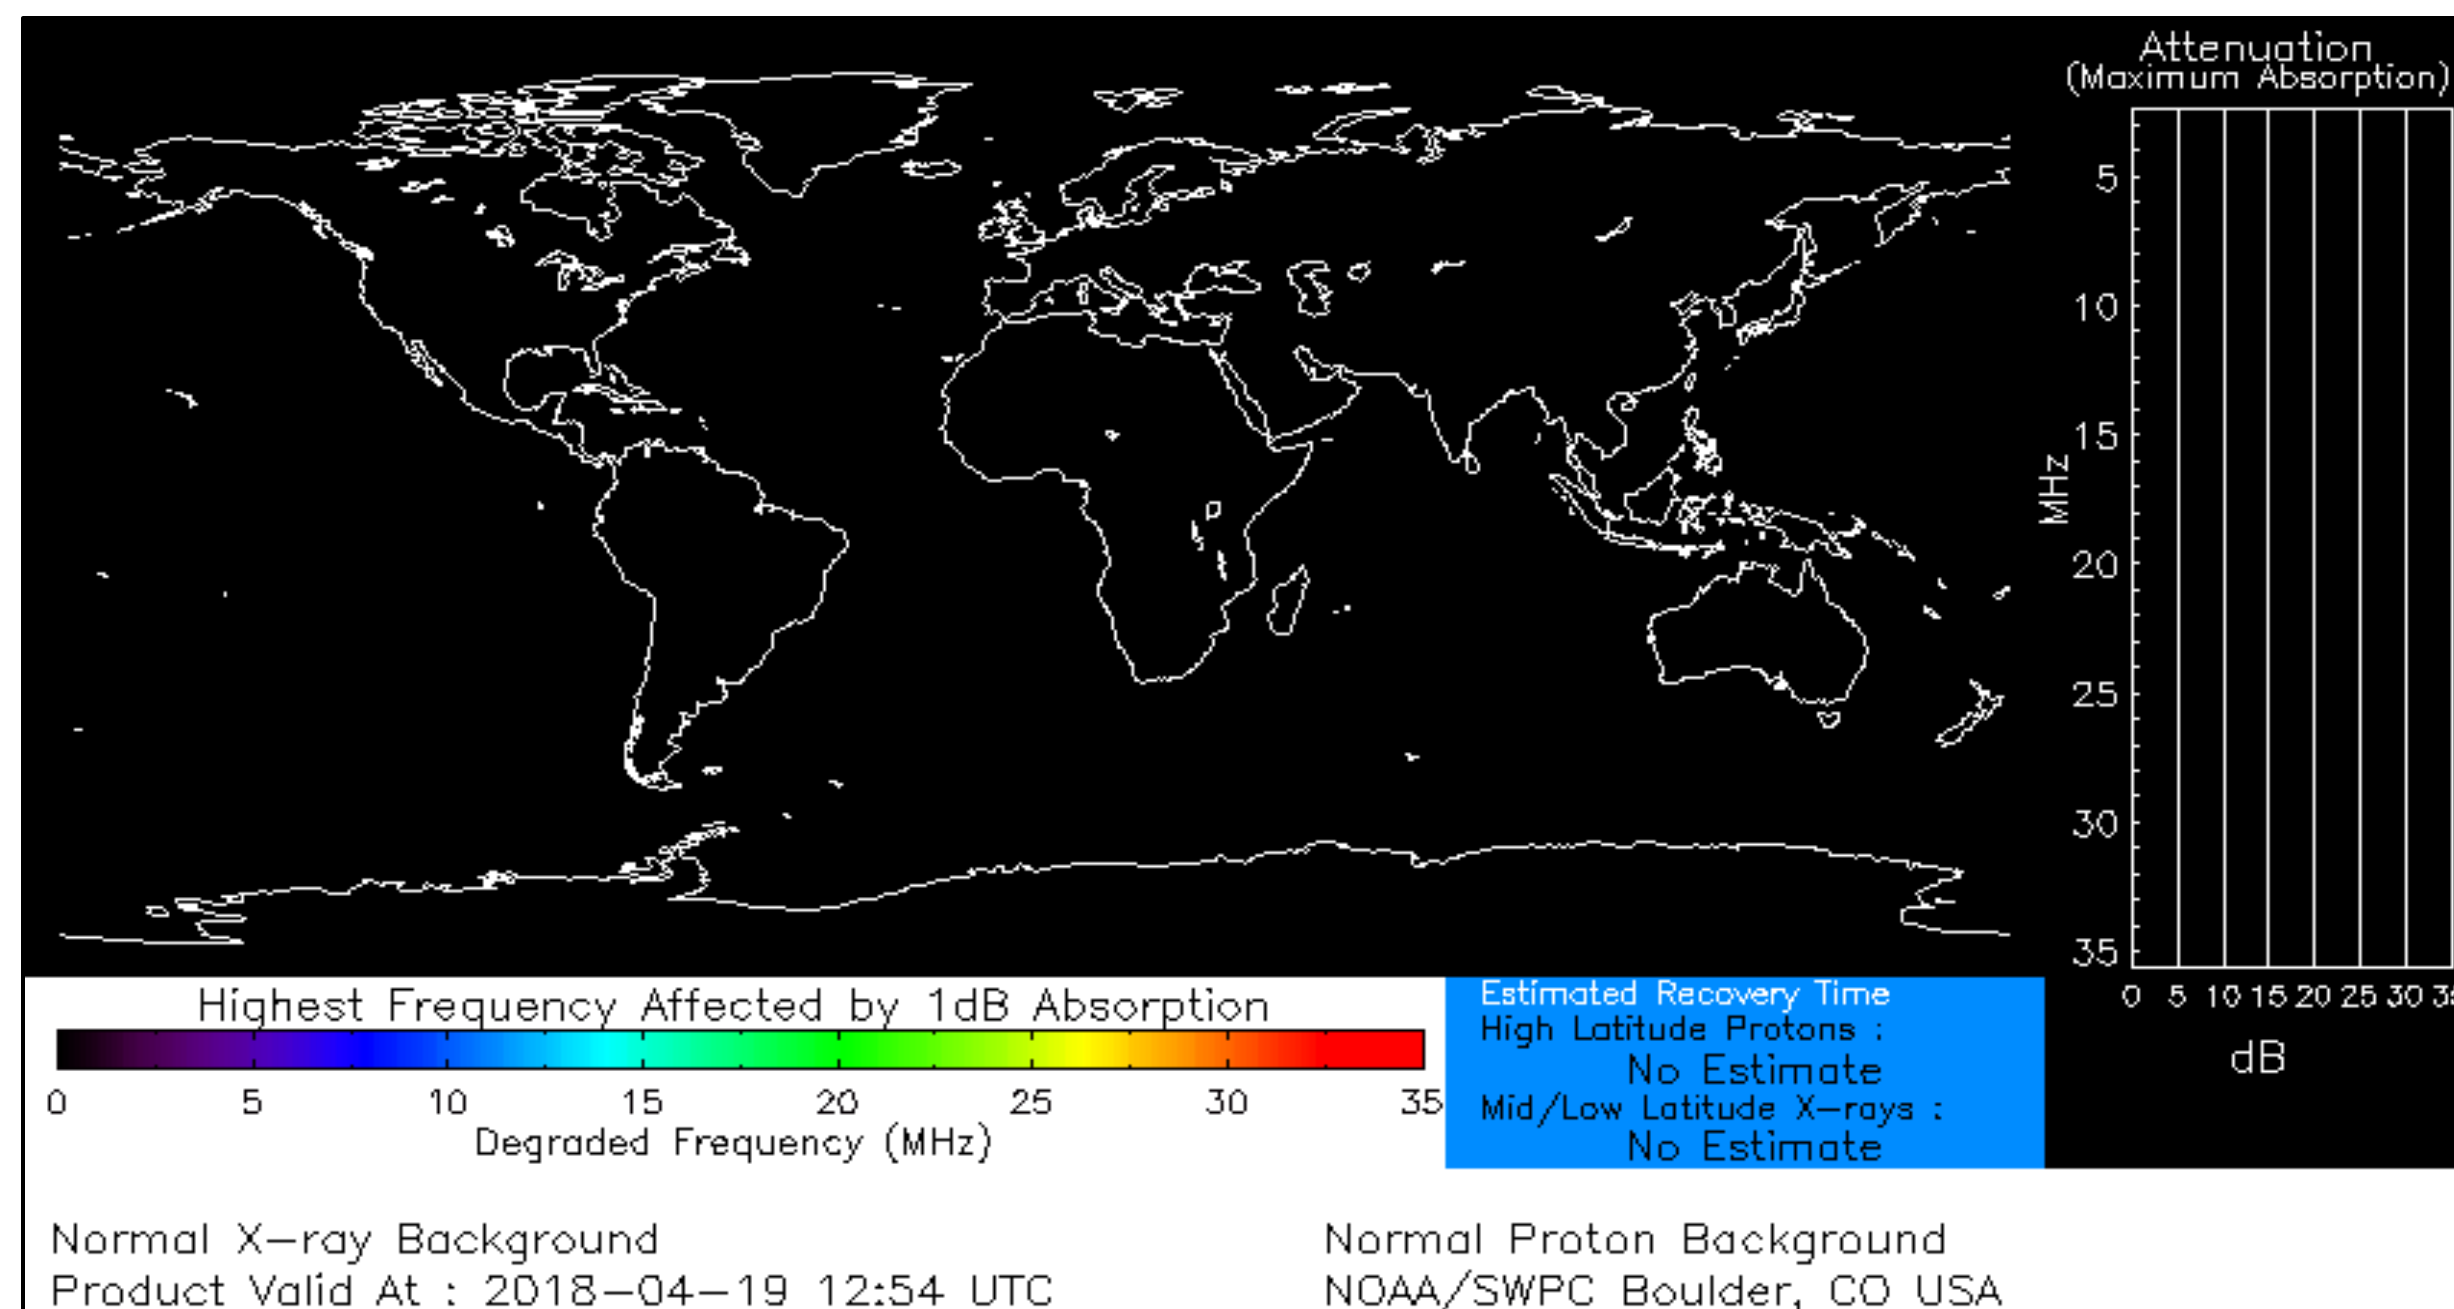 Attenuation
(Maximum Absorption)
5
10
15
20
25
30
35
MHz
0 5 10 15 20 25 30
dB
Highest Frequency Affected by 1dB Absorption
0 5 10 15 20 25 30 35
Degraded Frequency (MHz)
Estimated Recovery Time
High Latitude Protons :
No Estimate
Mid/Low Latitude X-rays :
No Estimate
Normal X-ray Background
Product Valid At : 2018-04-19 12:54 UTC
Normal Proton Background
NOAA/SWPC Boulder, CO USA